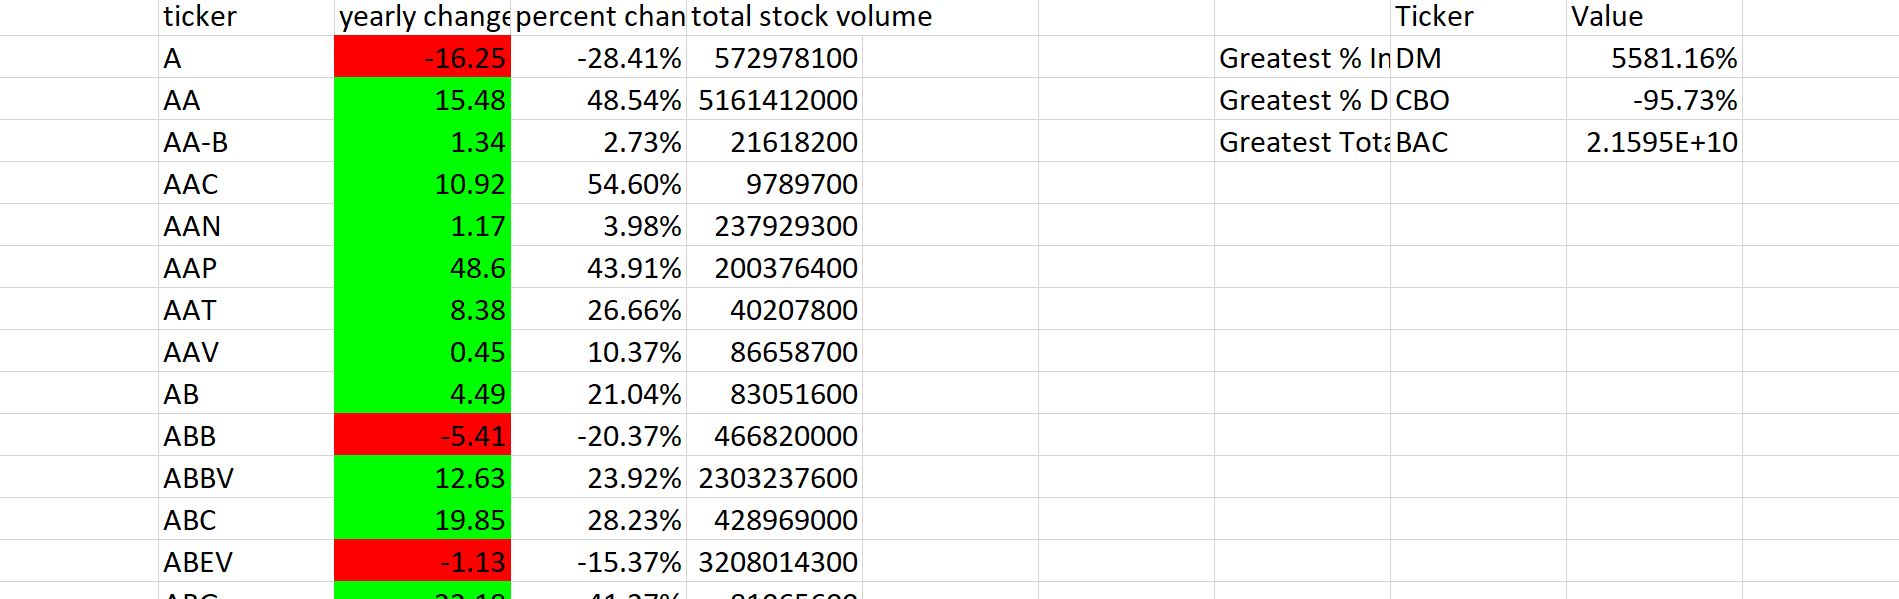 ticker yearly change percent chan total stock volume Ticker Value
A -16.25 -28.41% 572978100 Greatest % In DM 5581.16%
AA 15.48 48.54% 5161412000 Greatest % D CBO -95.73%
AA-B 1.34 2.73% 21618200 Greatest Tota BAC 2.1595E+10
AAC 10.92 54.60% 9789700
AAN 1.17 3.98% 237929300
AAP 48.6 43.91% 200376400
AAT 8.38 26.66% 40207800
AAV 0.45 10.37% 86658700
AB 4.49 21.04% 83051600
ABB -5.41 -20.37% 466820000
ABBV 12.63 23.92% 2303237600
ABC 19.85 28.23% 428969000
ABEV -1.13 -15.37% 3208014300